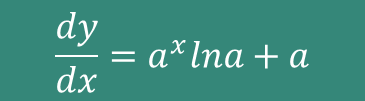 dy/dx = a^x lna + a